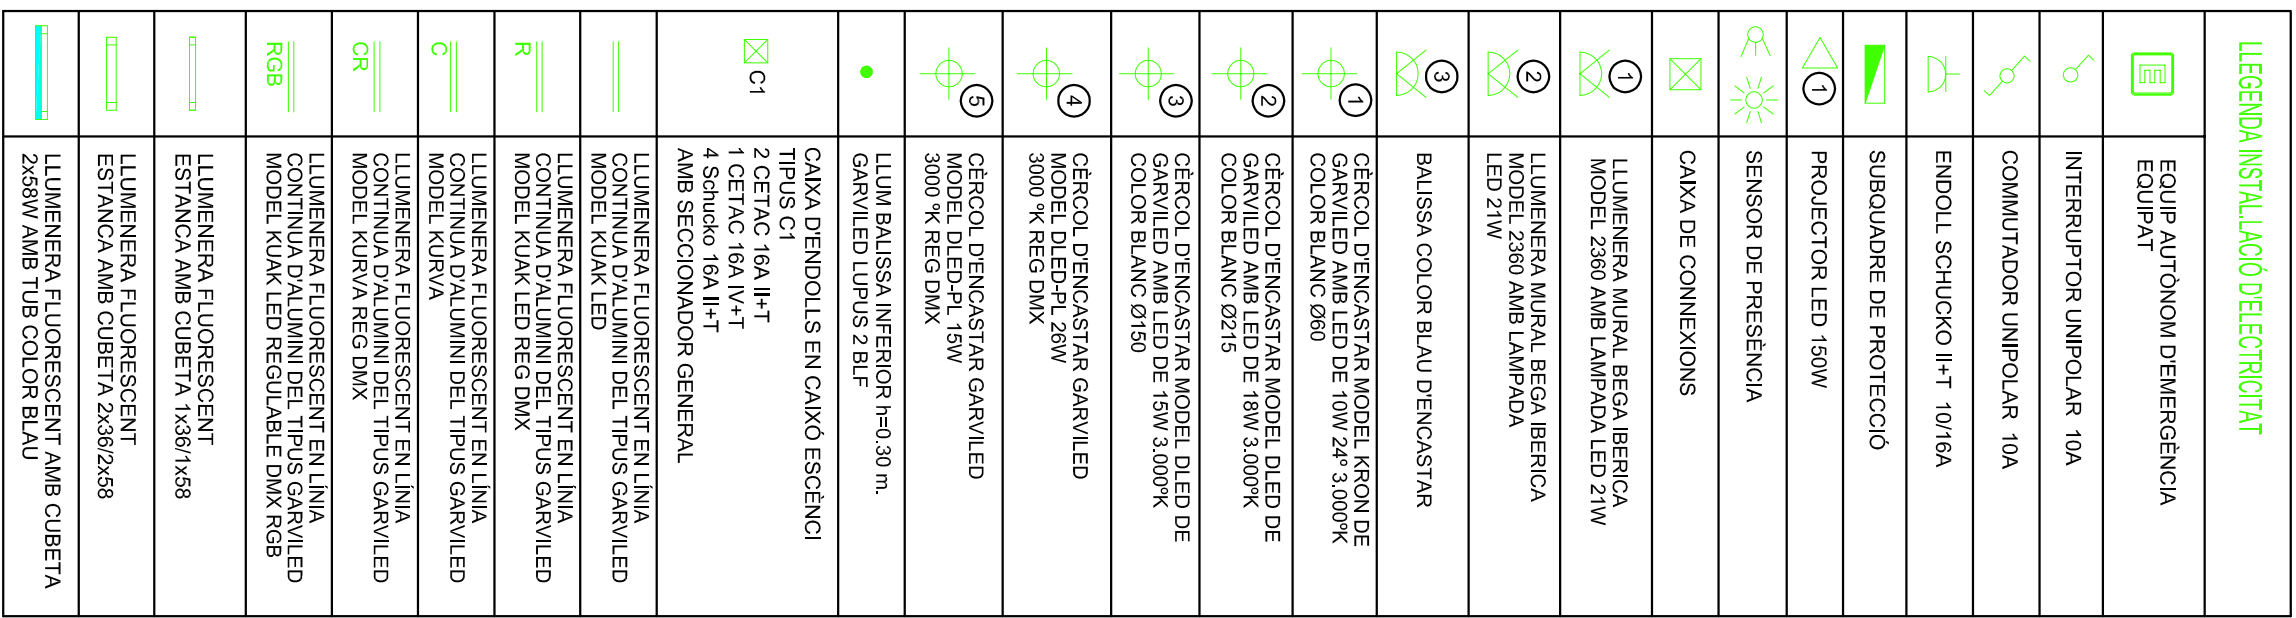 LLEGENDA INSTAL.LACIÓ D'ELECTRICITAT
E
EQUIP AUTÒNOM D'EMERGÈNCIA
EQUIPAT
INTERRUPTOR UNIPOLAR 10A
COMMUTADOR UNIPOLAR 10A
ENDOLL SCHUCKO II+T 10/16A
SUBQUADRE DE PROTECCIÓ
1
PROJECTOR LED 150W
SENSOR DE PRESÈNCIA
CAIXA DE CONNEXIONS
1
LLUMENERA MURAL BEGA IBERICA
MODEL 2360 AMB LAMPADA LED 21W
2
LLUMENERA MURAL BEGA IBERICA
MODEL 2360 AMB LAMPADA
LED 21W
3
BALISSA COLOR BLAU D'ENCASTAR
1
CÈRCOL D'ENCASTAR MODEL KRON DE
GARVILED AMB LED DE 10W 24º 3.000ºK
COLOR BLANC Ø60
2
CÈRCOL D'ENCASTAR MODEL DLED DE
GARVILED AMB LED DE 18W 3.000ºK
COLOR BLANC Ø215
3
CÈRCOL D'ENCASTAR MODEL DLED DE
GARVILED AMB LED DE 15W 3.000ºK
COLOR BLANC Ø150
4
CÈRCOL D'ENCASTAR GARVILED
MODEL DLED-PL 26W
3000 ºK REG DMX
5
CÈRCOL D'ENCASTAR GARVILED
MODEL DLED-PL 15W
3000 ºK REG DMX
LLUM BALISSA INFERIOR h=0.30 m.
GARVILED LUPUS 2 BLF
C1
CAIXA D'ENDOLLS EN CAIXÓ ESCÈNCI
TIPUS C1
2 CETAC 16A II+T
1 CETAC 16A IV+T
4 Schucko 16A II+T
AMB SECCIONADOR GENERAL
LLUMENERA FLUORESCENT EN LÍNIA
CONTINUA D'ALUMINI DEL TIPUS GARVILED
MODEL KUAK LED
R
LLUMENERA FLUORESCENT EN LÍNIA
CONTINUA D'ALUMINI DEL TIPUS GARVILED
MODEL KUAK LED REG DMX
C
LLUMENERA FLUORESCENT EN LÍNIA
CONTINUA D'ALUMINI DEL TIPUS GARVILED
MODEL KURVA
CR
LLUMENERA FLUORESCENT EN LÍNIA
CONTINUA D'ALUMINI DEL TIPUS GARVILED
MODEL KURVA REG DMX
RGB
LLUMENERA FLUORESCENT EN LÍNIA
CONTINUA D'ALUMINI DEL TIPUS GARVILED
MODEL KUAK LED REGULABLE DMX RGB
LLUMENERA FLUORESCENT
ESTANCA AMB CUBETA 1x36/1x58
LLUMENERA FLUORESCENT
ESTANCA AMB CUBETA 2x36/2x58
LLUMENERA FLUORESCENT AMB CUBETA
2x58W AMB TUB COLOR BLAU